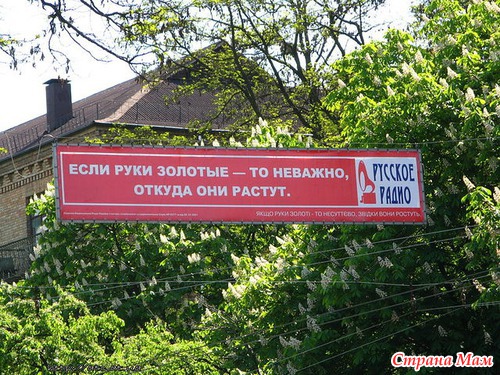 ЕСЛИ РУКИ ЗОЛОТЫЕ — ТО НЕВАЖНО,
ОТКУДА ОНИ РАСТУТ.
РУССКОЕ
РАДИО
ЯКЩО РУКИ ЗОЛОТІ - ТО НЕСУТТЄВО, ЗВІДКИ ВОНИ РОСТУТЬ
Страна Мам